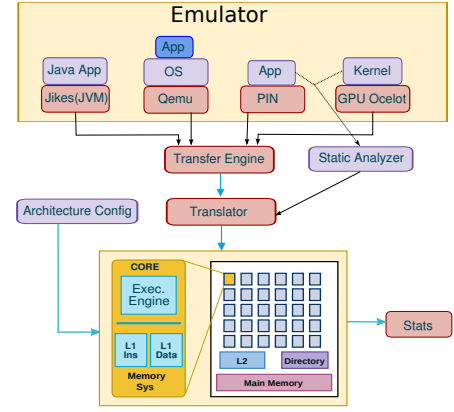 Emulator
App
Java App
OS
App
Kernel
Jikes(JVM)
Qemu
PIN
GPU Ocelot
Transfer Engine
Static Analyzer
Architecture Config
Translator
CORE
Exec.
Engine
L1
Ins
L1
Data
Memory
Sys
L2
Directory
Main Memory
Stats